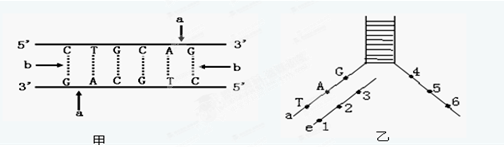 a
5' C T G C A G 3'
b b
3' G A C G T C 5'
a
甲
G 4
A 3 5
T 2 6
a e 1
乙